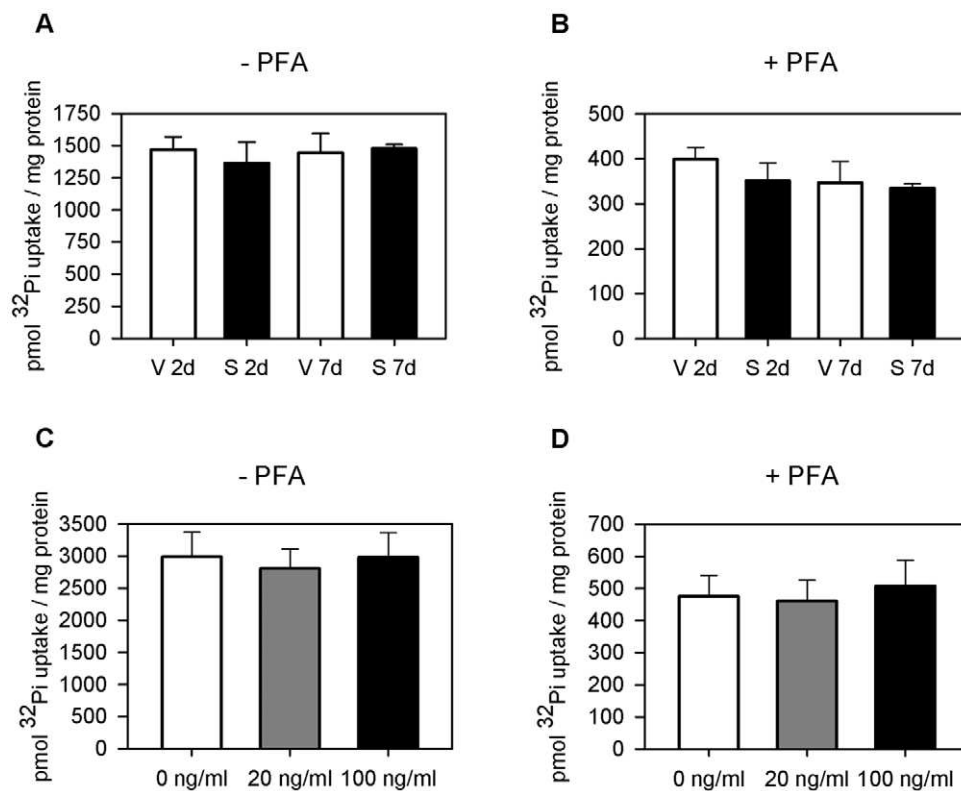 A
- PFA
pmol ³²Pi uptake / mg protein
1750
1500
1250
1000
750
500
250
0
V 2d S 2d V 7d S 7d
B
+ PFA
pmol ³²Pi uptake / mg protein
500
400
300
200
100
0
V 2d S 2d V 7d S 7d
C
- PFA
pmol ³²Pi uptake / mg protein
3500
3000
2500
2000
1500
1000
500
0
0 ng/ml 20 ng/ml 100 ng/ml
D
+ PFA
pmol ³²Pi uptake / mg protein
700
600
500
400
300
200
100
0
0 ng/ml 20 ng/ml 100 ng/ml